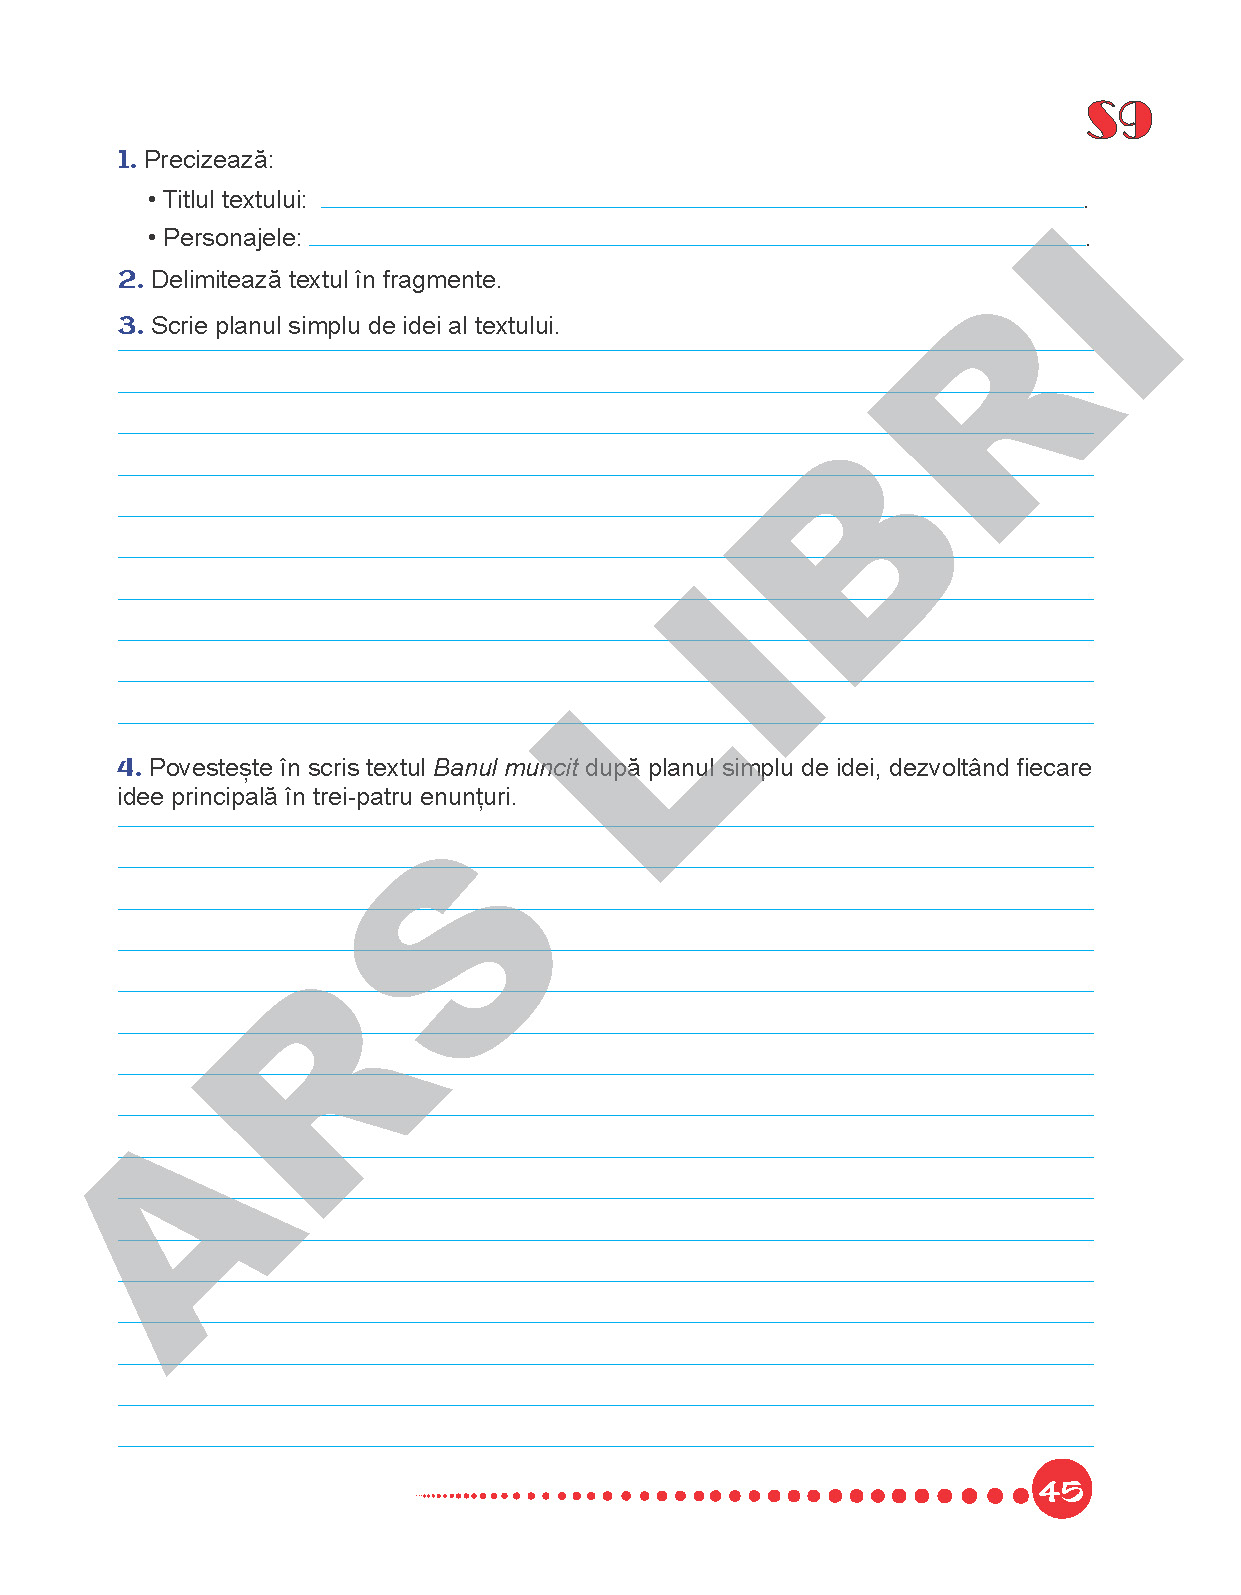 S9
1. Precizează:
• Titlul textului: .
• Personajele: .
2. Delimitează textul în fragmente.
3. Scrie planul simplu de idei al textului.
4. Povestește în scris textul Banul muncit după planul simplu de idei, dezvoltând fiecare
idee principală în trei-patru enunțuri.
ARS LIBRI
45